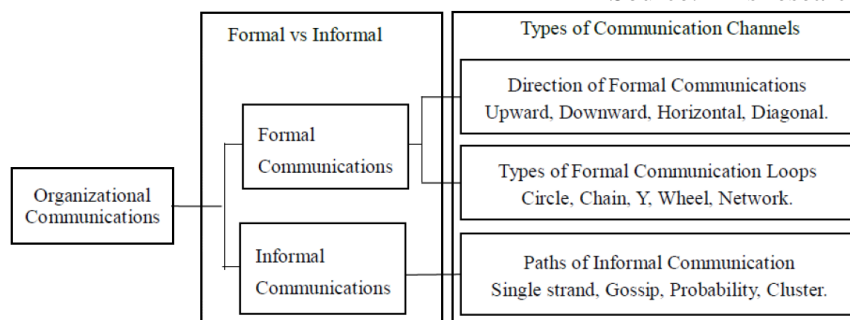 Formal vs Informal
Types of Communication Channels
Organizational
Communications
Formal
Communications
Informal
Communications
Direction of Formal Communications
Upward, Downward, Horizontal, Diagonal.
Types of Formal Communication Loops
Circle, Chain, Y, Wheel, Network.
Paths of Informal Communication
Single strand, Gossip, Probability, Cluster.